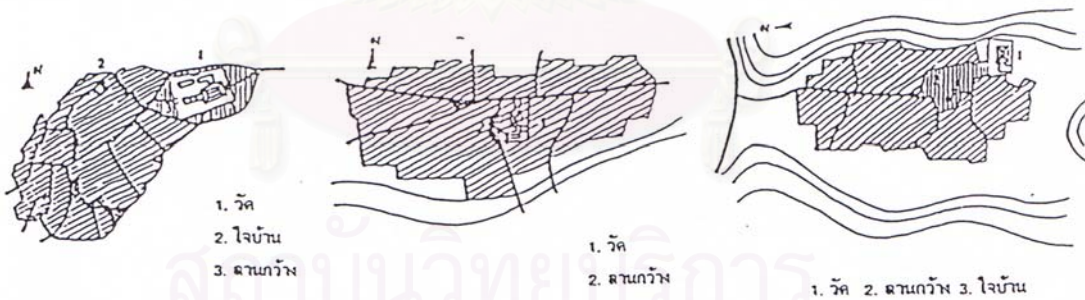 N
2
1
1. วัด
2. ใจบ้าน
3. ลานกว้าง
N
1. วัด
2. ลานกว้าง
N
1
1. วัด 2. ลานกว้าง 3. ใจบ้าน
สถาบันวิทยบริการ